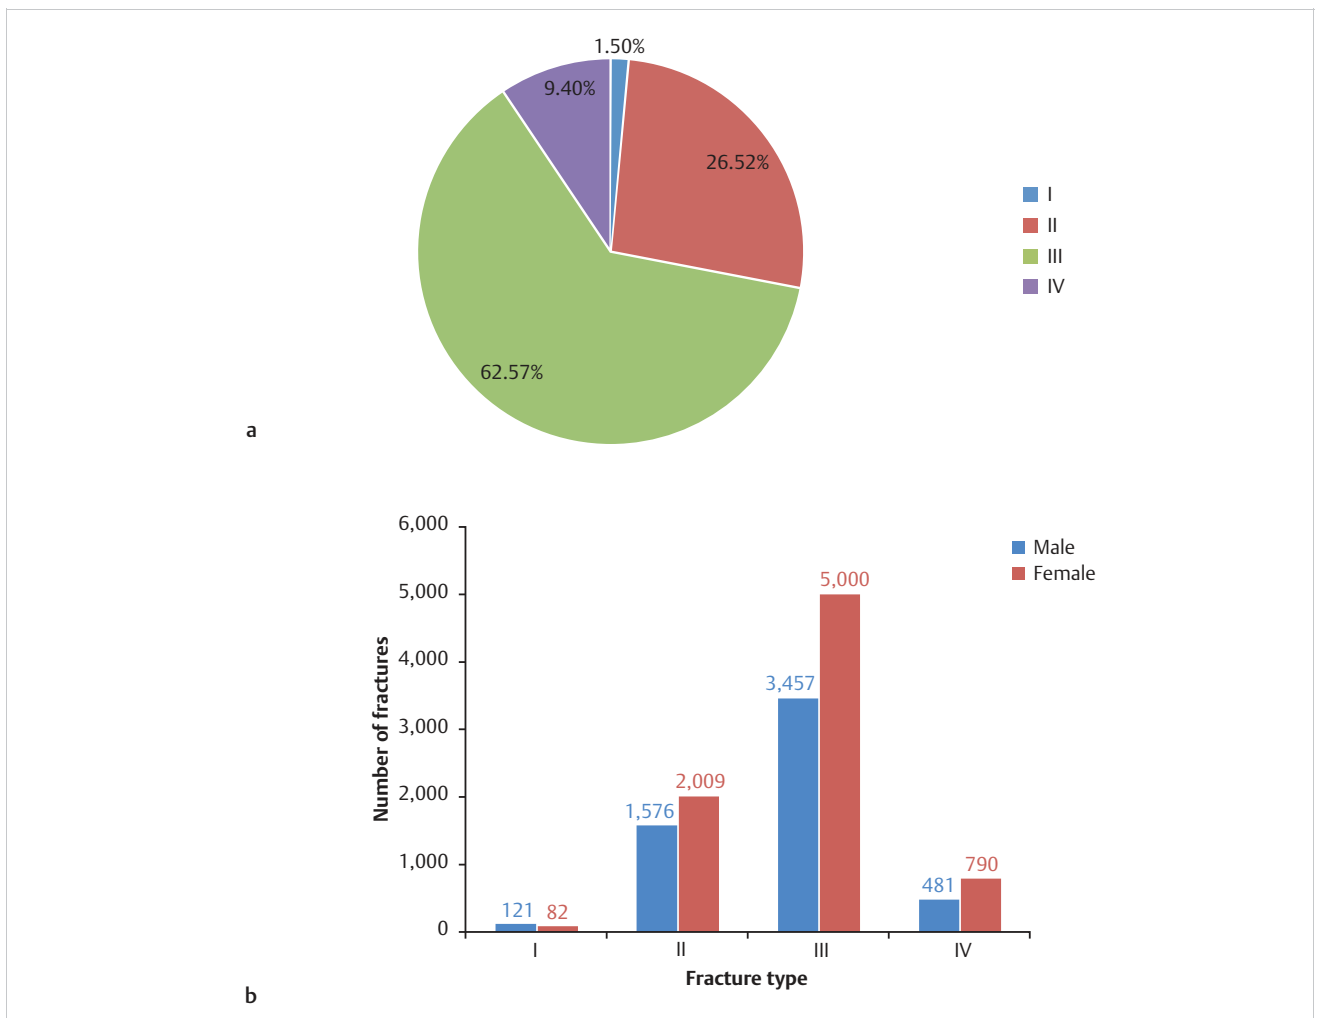 1.50%
9.40%
26.52%
62.57%
I
II
III
IV
a
6,000
5,000
4,000
3,000
2,000
1,000
0
Number of fractures
Male
Female
121
82
1,576
2,009
3,457
5,000
481
790
I
II
III
IV
Fracture type
b